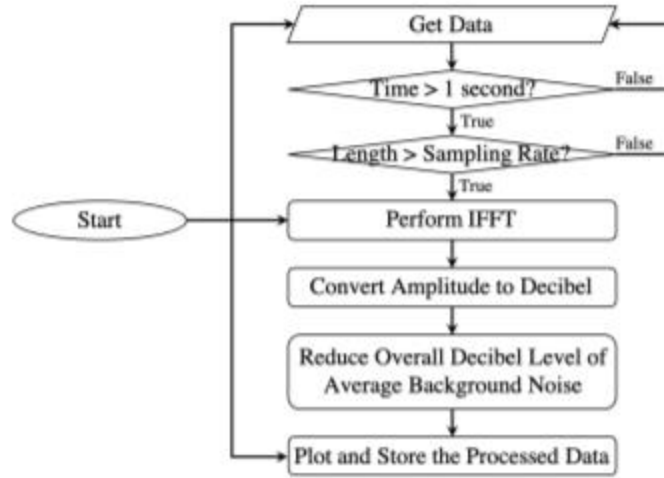 Get Data
Time > 1 second?
False
True
Length > Sampling Rate?
False
True
Start
Perform IFFT
Convert Amplitude to Decibel
Reduce Overall Decibel Level of
Average Background Noise
Plot and Store the Processed Data